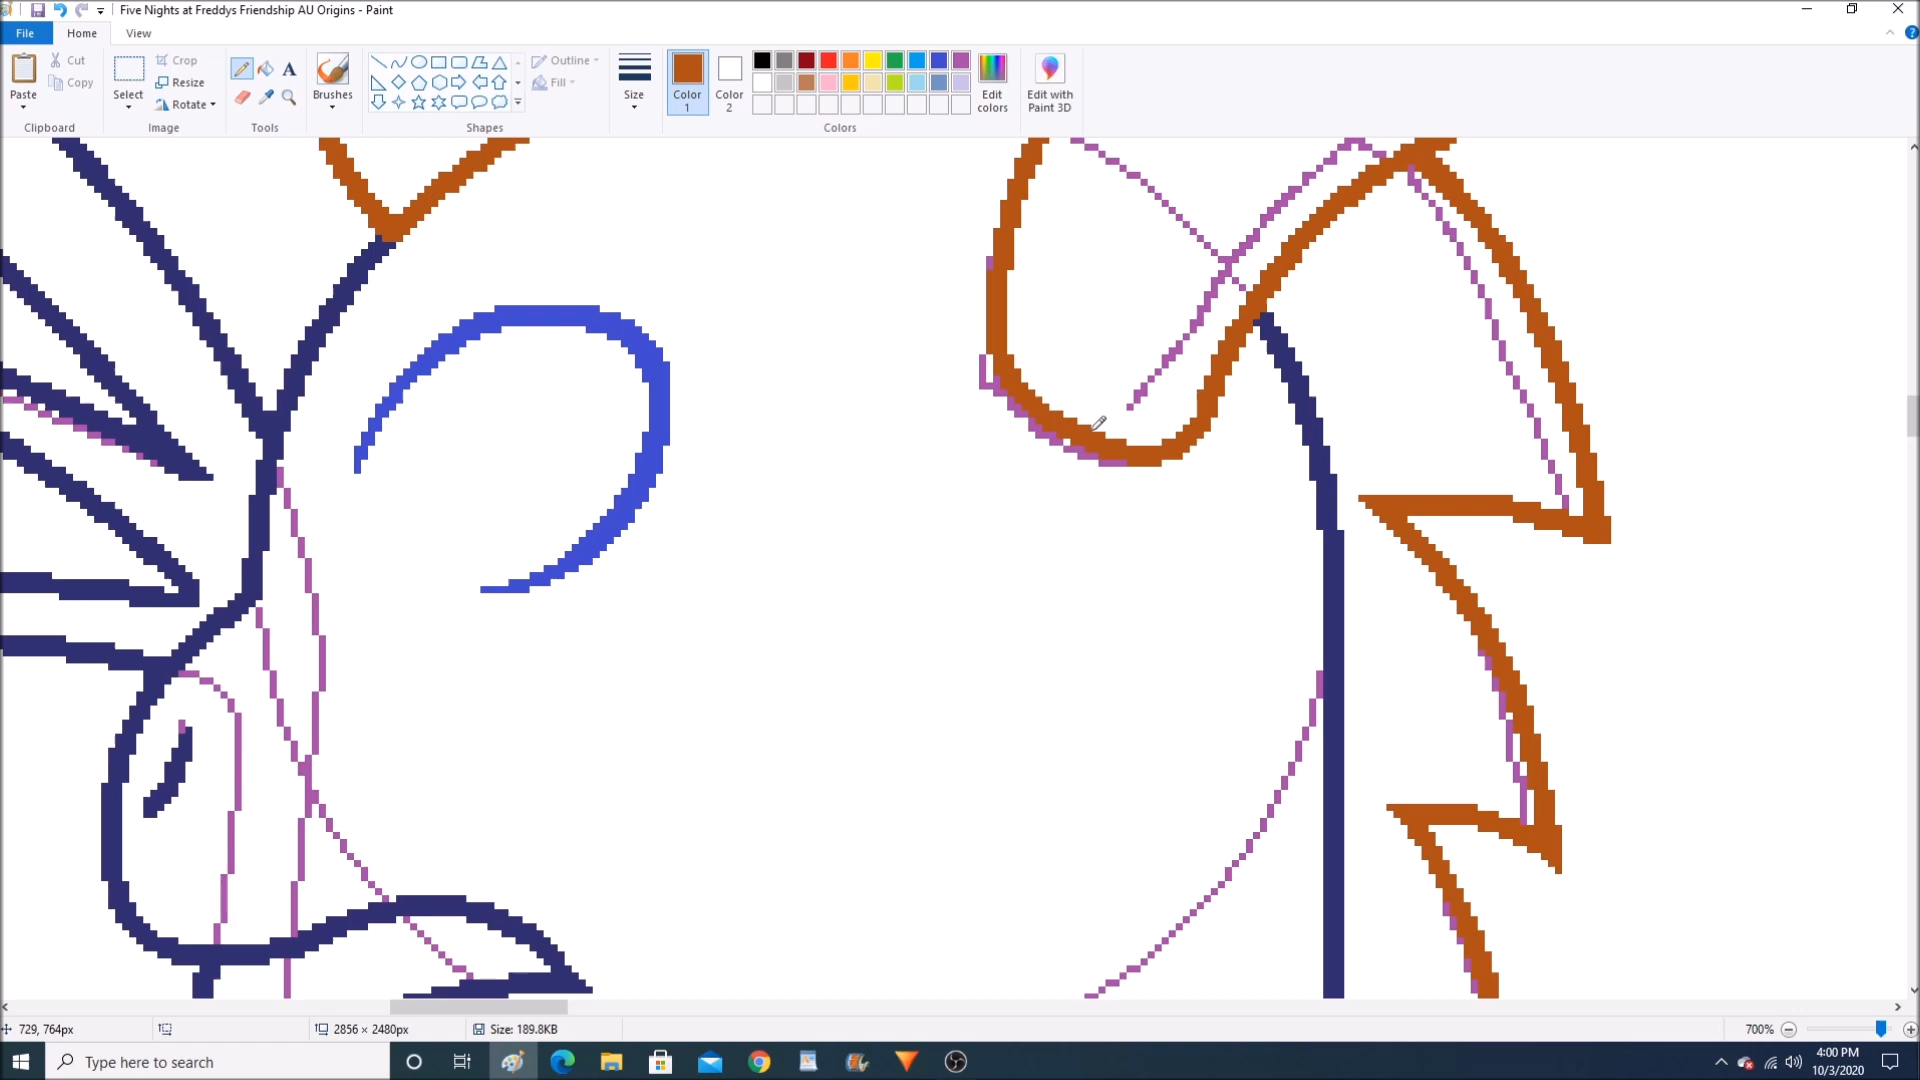 Five Nights at Freddys Friendship AU Origins - Paint
File Home View
Paste
Cut
Copy
Clipboard
Select
Crop
Resize
Rotate
Image
Tools
Brushes
Outline
Fill
Shapes
Size
Color 1
Color 2
Edit colors
Colors
Edit with Paint 3D
729, 764px
2856 × 2480px
Size: 189.8KB
700%
Type here to search
4:00 PM
10/3/2020